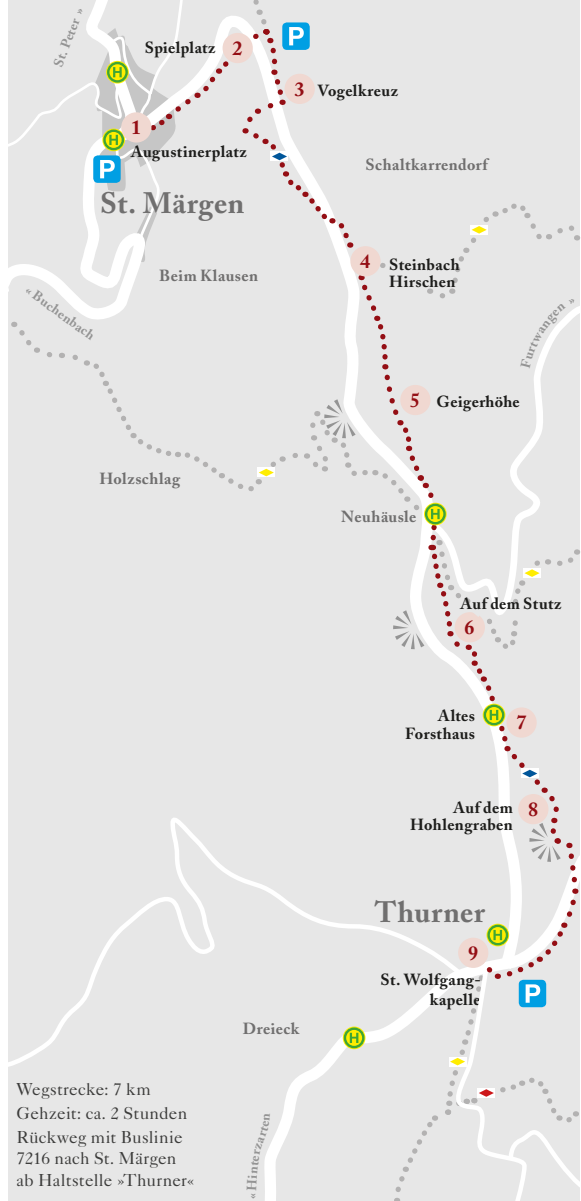 St. Peter »
Spielplatz
2
P
3
Vogelkreuz
H
1
H
Augustinerplatz
P
St. Märgen
Schaltkarrendorf
Beim Klausen
4
Steinbach
Hirschen
« Buchenbach
Furtwangen »
5
Geigerhöhe
Holzschlag
Neuhäusle
H
Auf dem Stutz
6
Altes
Forsthaus
H
7
Auf dem
Hohlengraben
8
Thurner
H
9
St. Wolfgang-
kapelle
P
Dreieck
H
« Hinterzarten
Wegstrecke: 7 km
Gehzeit: ca. 2 Stunden
Rückweg mit Buslinie
7216 nach St. Märgen
ab Haltstelle »Thurner«